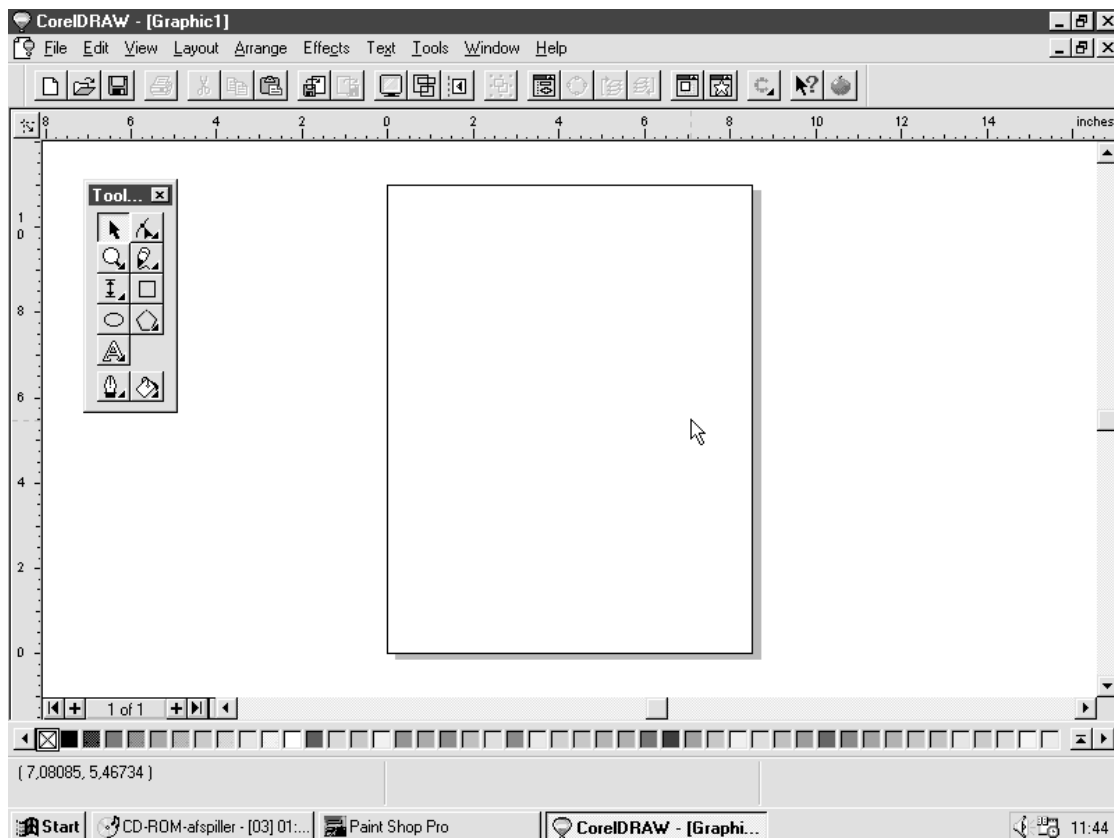 CorelDRAW - [Graphic1]
File Edit View Layout Arrange Effects Text Tools Window Help
8 6 4 2 0 2 4 6 8 10 12 14 inches
Tool...
10
8
6
4
2
0
1 of 1
( 7,08085, 5,46734 )
Start CD-ROM-afspiller - [03] 01:... Paint Shop Pro CorelDRAW - [Graphi... 11:44